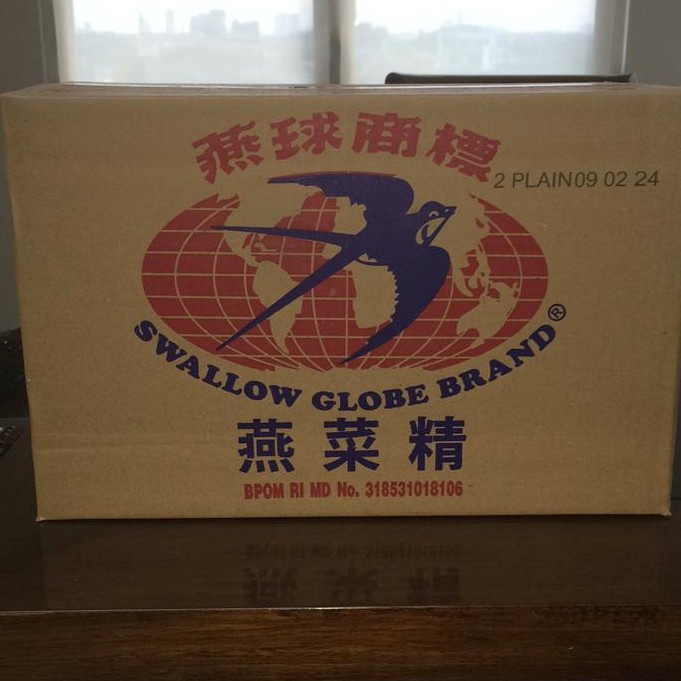 燕球商標
2 PLAIN 09 02 24
SWALLOW GLOBE BRAND®
燕菜精
BPOM RI MD No. 318531018106